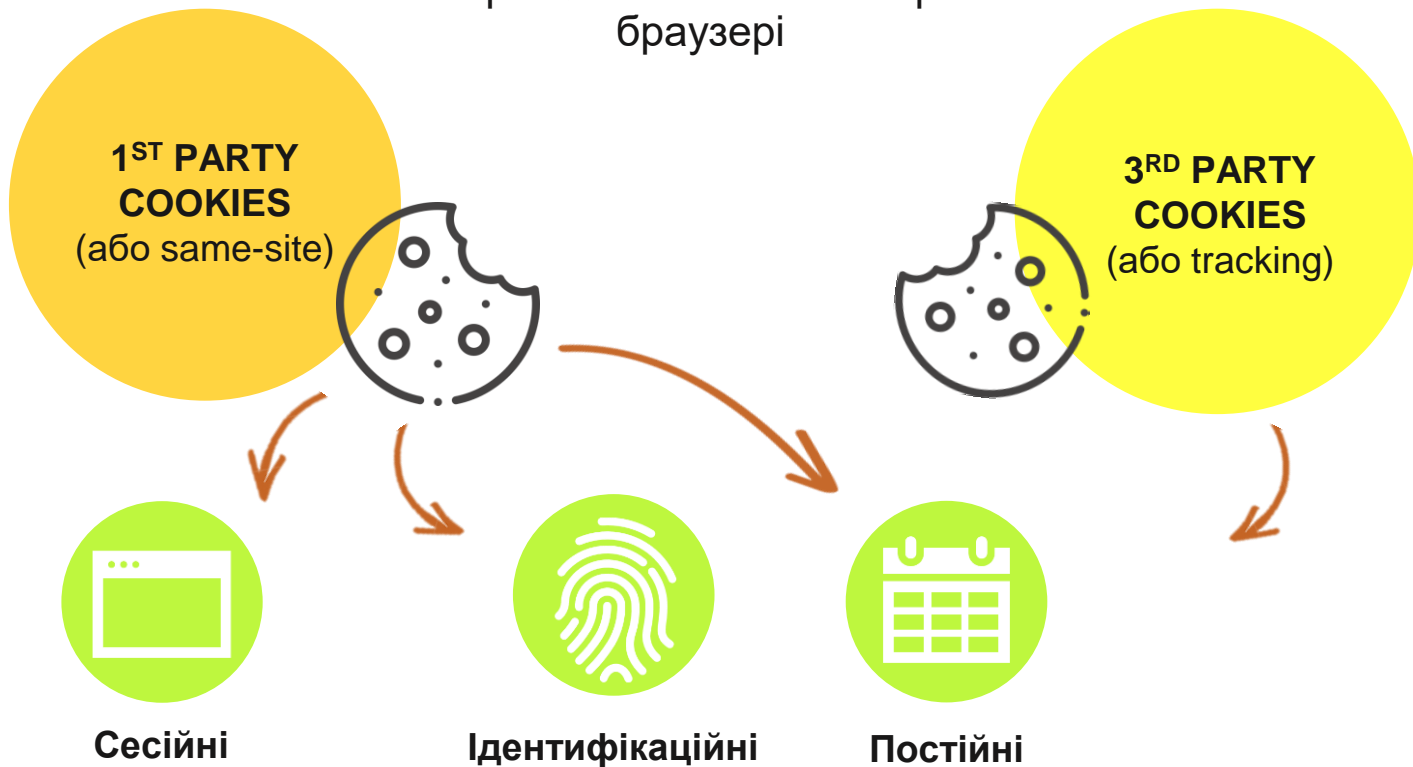 браузері
1ST PARTY
COOKIES
(або same-site)
3RD PARTY
COOKIES
(або tracking)
Сесійні
Ідентифікаційні
Постійні